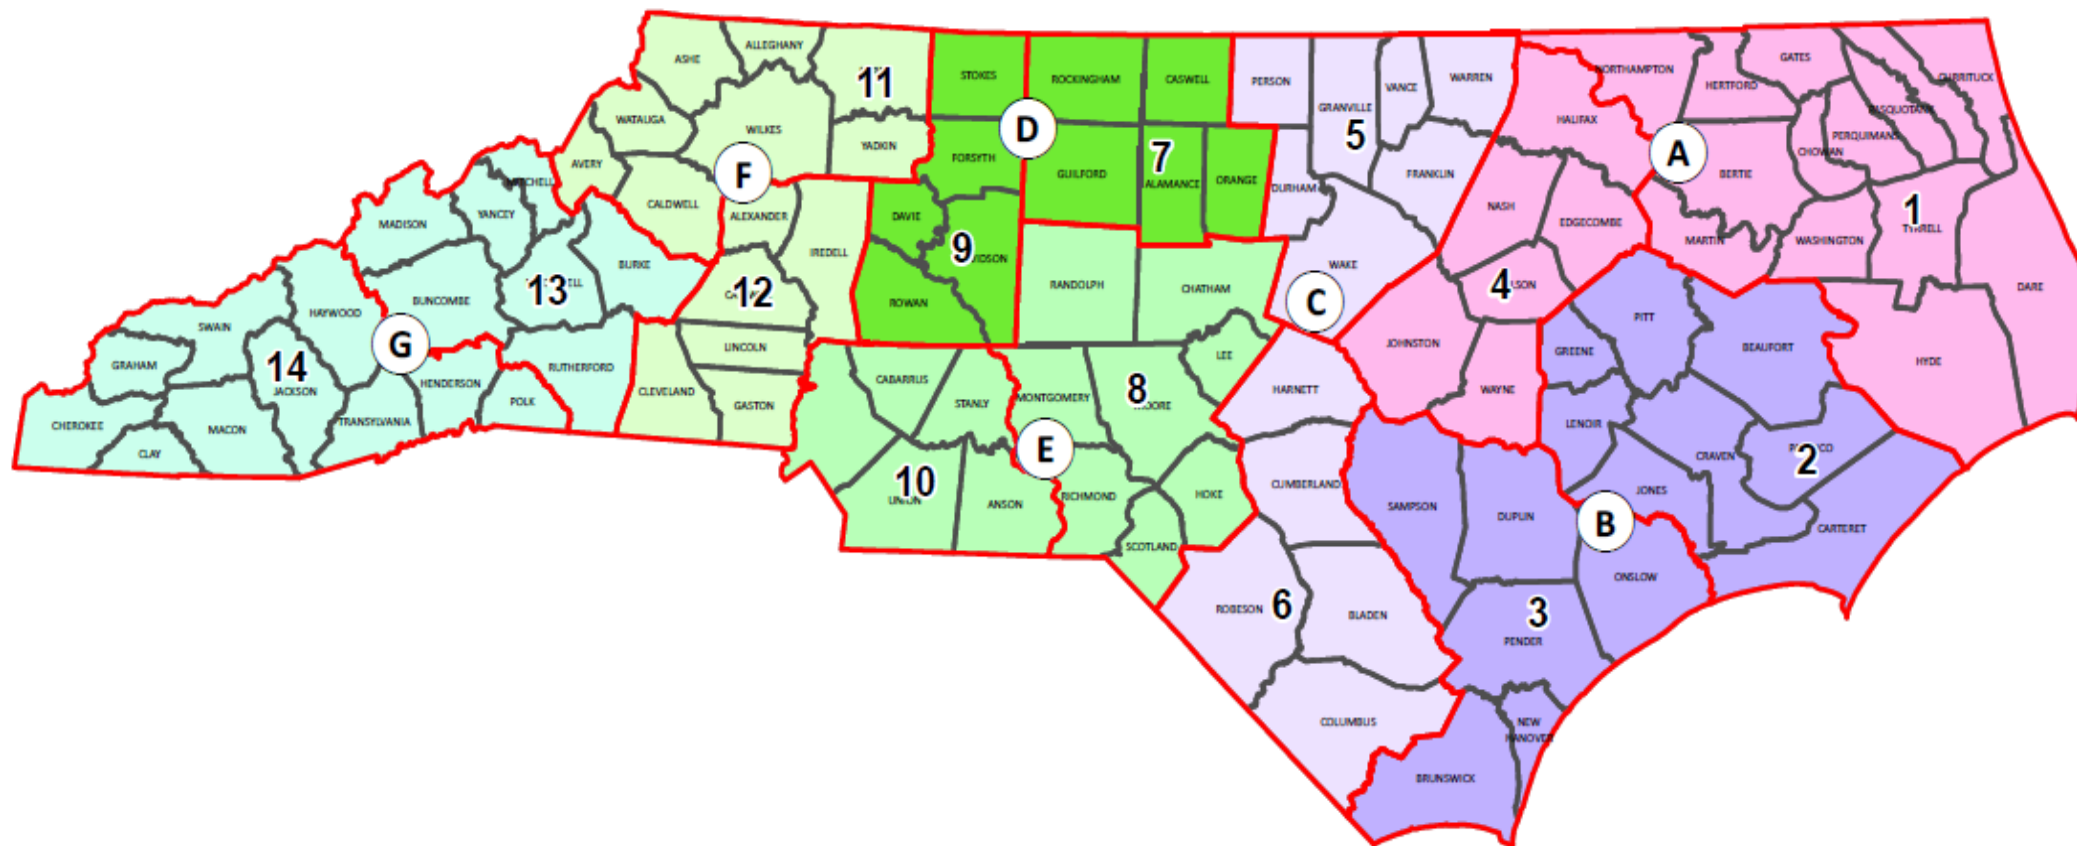 ASHE
ALLEGHANY
11
STOKES
ROCKINGHAM
CASWELL
PERSON
GRANVILLE
VANCE
WARREN
NORTHAMPTON
GATES
HERTFORD
CURRITUCK
PASQUOTANK
PERQUIMANS
CHOWAN
HALIFAX
A
BERTIE
WATAUGA
WILKES
YADKIN
D
FORSYTH
GUILFORD
7
ALAMANCE
ORANGE
5
DURHAM
FRANKLIN
AVERY
MITCHELL
F
CALDWELL
ALEXANDER
IREDELL
DAVIE
9
NASH
EDGECOMBE
MARTIN
WASHINGTON
1
TYRRELL
MADISON
YANCEY
BURKE
13
BUNCOMBE
12
ROWAN
RANDOLPH
CHATHAM
WAKE
C
4
DARE
HAYWOOD
SWAIN
GRAHAM
14
JACKSON
G
HENDERSON
POLK
RUTHERFORD
LINCOLN
CLEVELAND
GASTON
CABARRUS
STANLY
MONTGOMERY
8
LEE
HARNETT
JOHNSTON
WAYNE
GREENE
PITT
BEAUFORT
HYDE
CHEROKEE
CLAY
MACON
TRANSYLVANIA
10
UNION
ANSON
E
RICHMOND
HOKE
SCOTLAND
CUMBERLAND
SAMPSON
DUPLIN
LENOIR
JONES
CRAVEN
2
CARTERET
B
ONSLOW
ROBESON
6
BLADEN
3
PENDER
COLUMBUS
NEW
HANOVER
BRUNSWICK